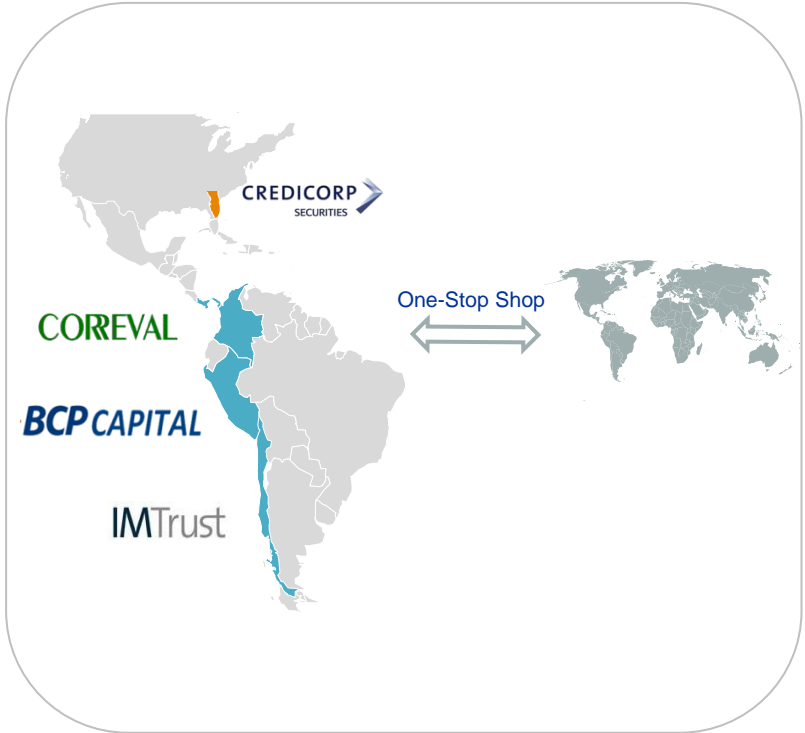 CREDICORP
SECURITIES
One-Stop Shop
CORREVAL
BCP CAPITAL
IMTrust